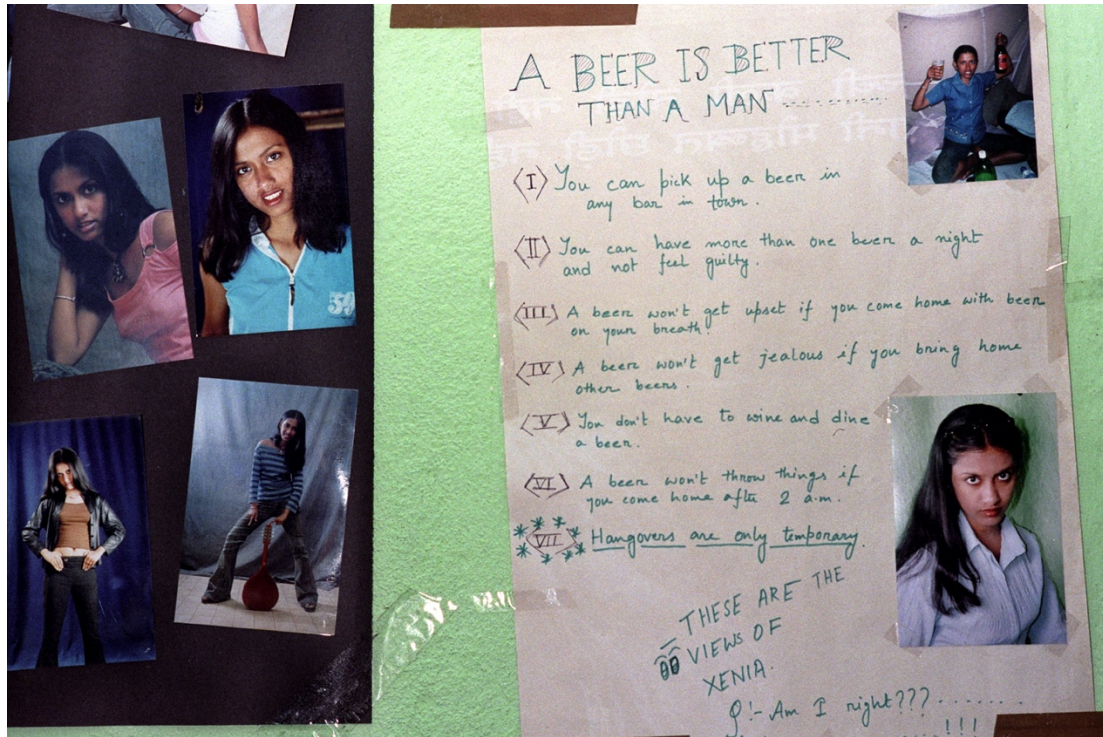 A BEER IS BETTER
THAN A MAN ..............
<I> You can pick up a beer in
any bar in town.
<II> You can have more than one beer a night
and not feel guilty.
<III> A beer won't get upset if you come home with beer
on your breath.
<IV> A beer won't get jealous if you bring home
other beers.
<V> You don't have to wine and dine
a beer.
<VI> A beer won't throw things if
you come home after 2 a.m.
<VII> Hangovers are only temporary.
THESE ARE THE
VIEWS OF
XENIA.
Q!- Am I right???.......
!!!
39